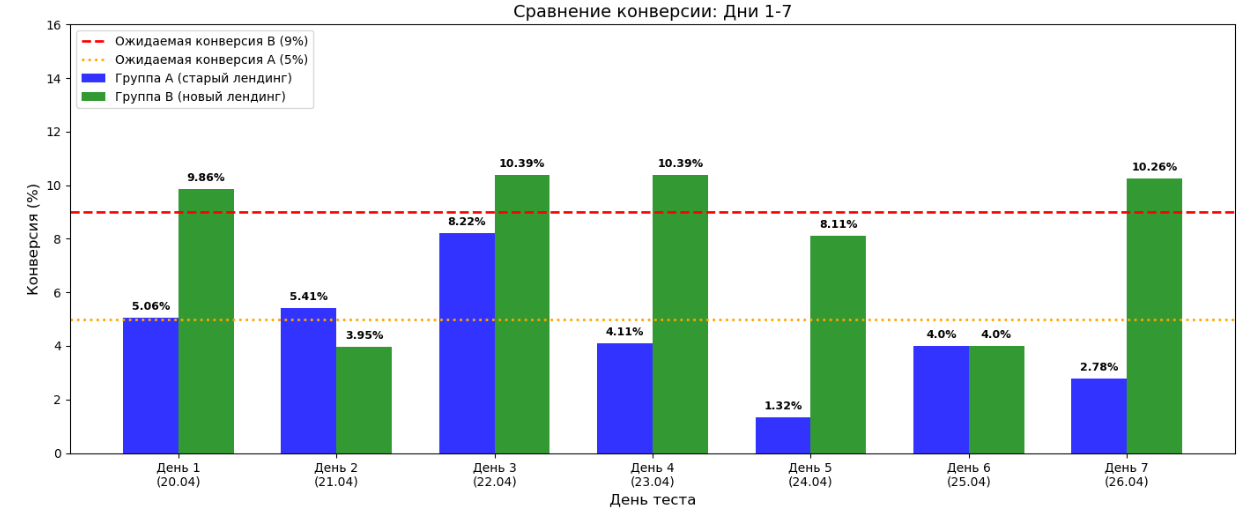 Сравнение конверсии: Дни 1-7
Конверсия (%)
16
14
12
10
8
6
4
2
0
Ожидаемая конверсия B (9%)
Ожидаемая конверсия A (5%)
Группа A (старый лендинг)
Группа B (новый лендинг)
5.06%
9.86%
5.41%
3.95%
8.22%
10.39%
4.11%
10.39%
1.32%
8.11%
4.0%
4.0%
2.78%
10.26%
День 1
(20.04)
День 2
(21.04)
День 3
(22.04)
День 4
(23.04)
День 5
(24.04)
День 6
(25.04)
День 7
(26.04)
День теста